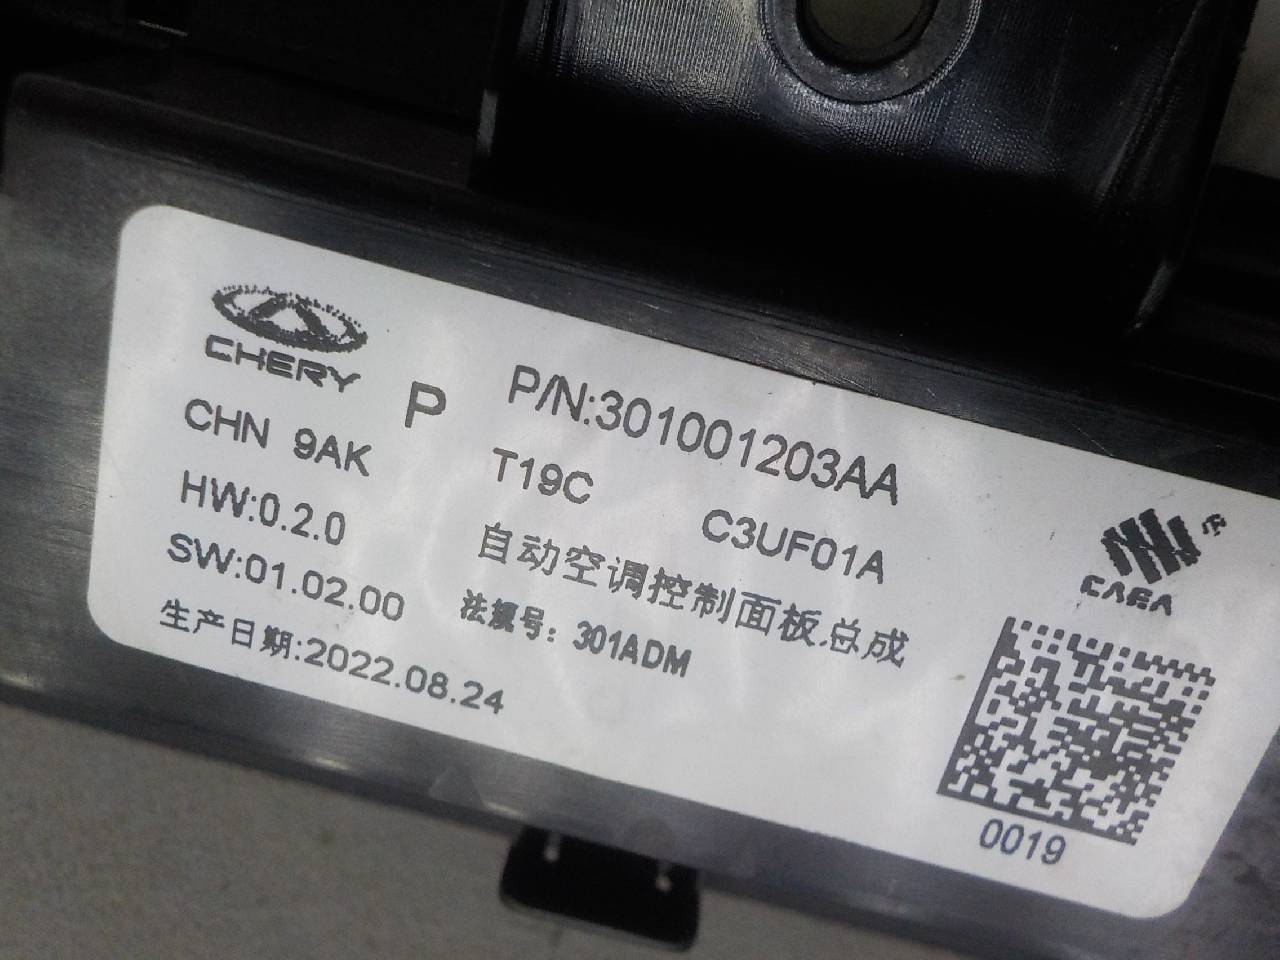 CHERY
P
P/N:301001203AA
CHN 9AK
T19C
C3UF01A
HW:0.2.0
自动空调控制面板总成
SW:01.02.00
法规号：301ADM
生产日期:2022.08.24
CAEA
0019